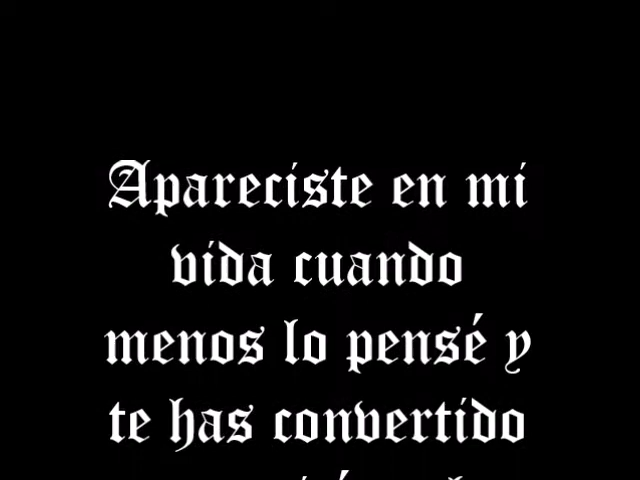 Apareciste en mi
vida cuando
menos lo pensé y
te has convertido